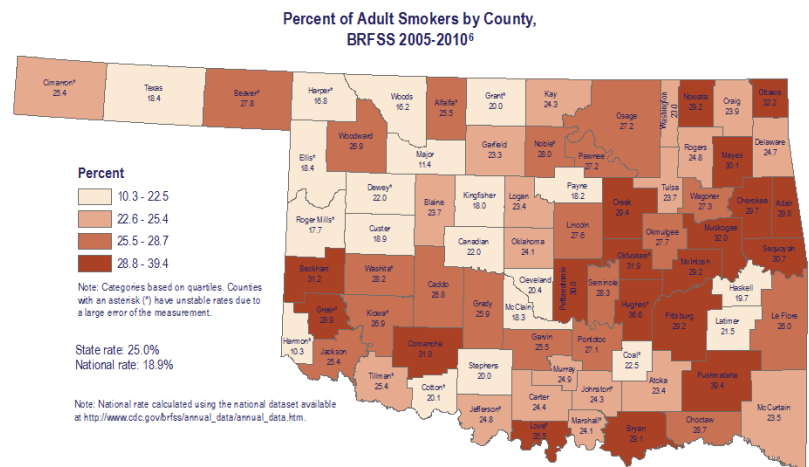 Percent of Adult Smokers by County,
BRFSS 2005-2010⁶
Cimarron*
25.4
Texas
18.4
Beaver*
27.8
Harper*
16.8
Woods
16.2
Alfalfa*
25.5
Grant*
20.0
Kay
24.3
Osage
27.2
Washington
23.0
Nowata
29.2
Craig
23.9
Ottawa
32.2
Woodward
26.9
Major
11.4
Garfield
23.3
Noble*
28.0
Pawnee
27.2
Rogers
24.8
Mayes
30.1
Delaware
24.7
Ellis*
18.4
Dewey*
22.0
Blaine
23.7
Kingfisher
18.0
Logan
23.4
Payne
18.2
Creek
29.4
Tulsa
23.7
Wagoner
27.3
Cherokee
29.7
Adair
29.8
Roger Mills*
17.7
Custer
18.9
Canadian
22.0
Oklahoma
24.1
Lincoln
27.6
Okmulgee
27.7
Muskogee
32.0
Sequoyah
30.7
Beckham
31.2
Washita*
28.2
Caddo
26.8
Grady
25.9
Cleveland
20.4
McClain
18.3
Pottawatomie
30.0
Seminole
28.3
Okfuskee*
31.9
McIntosh
29.2
Haskell
19.7
Greer*
28.9
Kiowa*
26.9
Hughes*
Pittsburg
29.2
Latimer
21.5
Le Flore
26.0
Harmon*
10.3
Jackson
25.4
Comanche
31.0
Stephens
20.0
Garvin
25.5
Pontotoc
27.1
Coal*
22.5
Pushmataha
39.4
Tillman*
25.4
Cotton*
20.1
Jefferson*
24.8
Carter
24.4
Murray
24.9
Johnston*
24.3
Atoka
23.4
Love*
Marshall*
24.1
Bryan
29.1
Choctaw
28.7
McCurtain
23.5
Percent
10.3 - 22.5
22.6 - 25.4
25.5 - 28.7
28.8 - 39.4
Note: Categories based on quartiles. Counties
with an asterisk (*) have unstable rates due to
a large error of the measurement.
State rate: 25.0%
National rate: 18.9%
Note: National rate calculated using the national dataset available
at http://www.cdc.gov/brfss/annual_data/annual_data.htm.